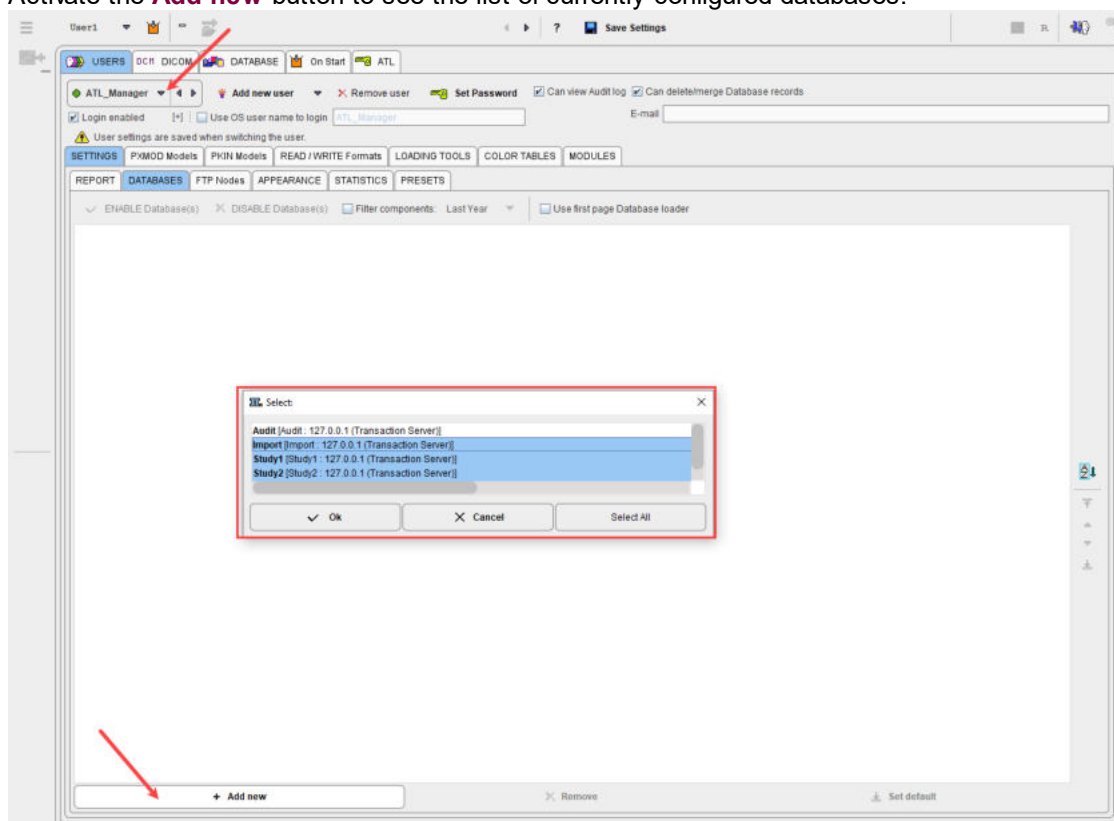 Activate the Add new button to see the list of currently configured databases.
User1 ? Save Settings R
USERS DCM DICOM DATABASE On Start ATL
ATL_Manager Add new user Remove user Set Password Can view Audit log Can delete/merge Database records
Login enabled [+] Use OS user name to login ATL_Manager E-mail
User settings are saved when switching the user.
SETTINGS PXMOD Models PKIN Models READ / WRITE Formats LOADING TOOLS COLOR TABLES MODULES
REPORT DATABASES FTP Nodes APPEARANCE STATISTICS PRESETS
ENABLE Database(s) DISABLE Database(s) Filter components: Last Year Use first page Database loader
Select:
Audit [Audit : 127.0.0.1 (Transaction Server)]
Import [Import : 127.0.0.1 (Transaction Server)]
Study1 [Study1 : 127.0.0.1 (Transaction Server)]
Study2 [Study2 : 127.0.0.1 (Transaction Server)]
Ok Cancel Select All
+ Add new Remove Set default